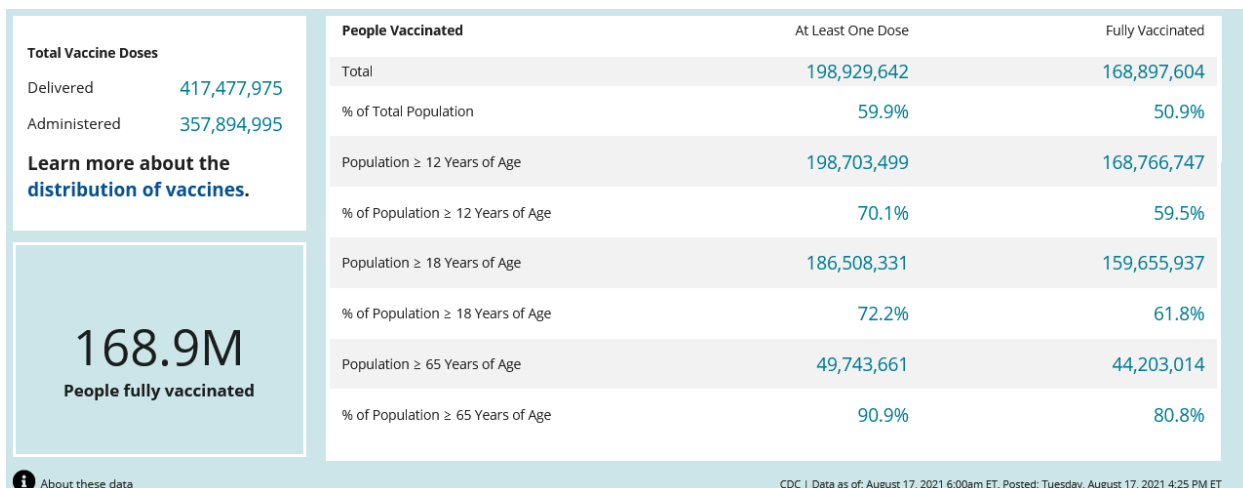 Total Vaccine Doses
Delivered 417,477,975
Administered 357,894,995
Learn more about the
distribution of vaccines.
168.9M
People fully vaccinated
People Vaccinated At Least One Dose Fully Vaccinated
Total 198,929,642 168,897,604
% of Total Population 59.9% 50.9%
Population ≥ 12 Years of Age 198,703,499 168,766,747
% of Population ≥ 12 Years of Age 70.1% 59.5%
Population ≥ 18 Years of Age 186,508,331 159,655,937
% of Population ≥ 18 Years of Age 72.2% 61.8%
Population ≥ 65 Years of Age 49,743,661 44,203,014
% of Population ≥ 65 Years of Age 90.9% 80.8%
About these data
CDC | Data as of: August 17, 2021 6:00am ET. Posted: Tuesday, August 17, 2021 4:25 PM ET